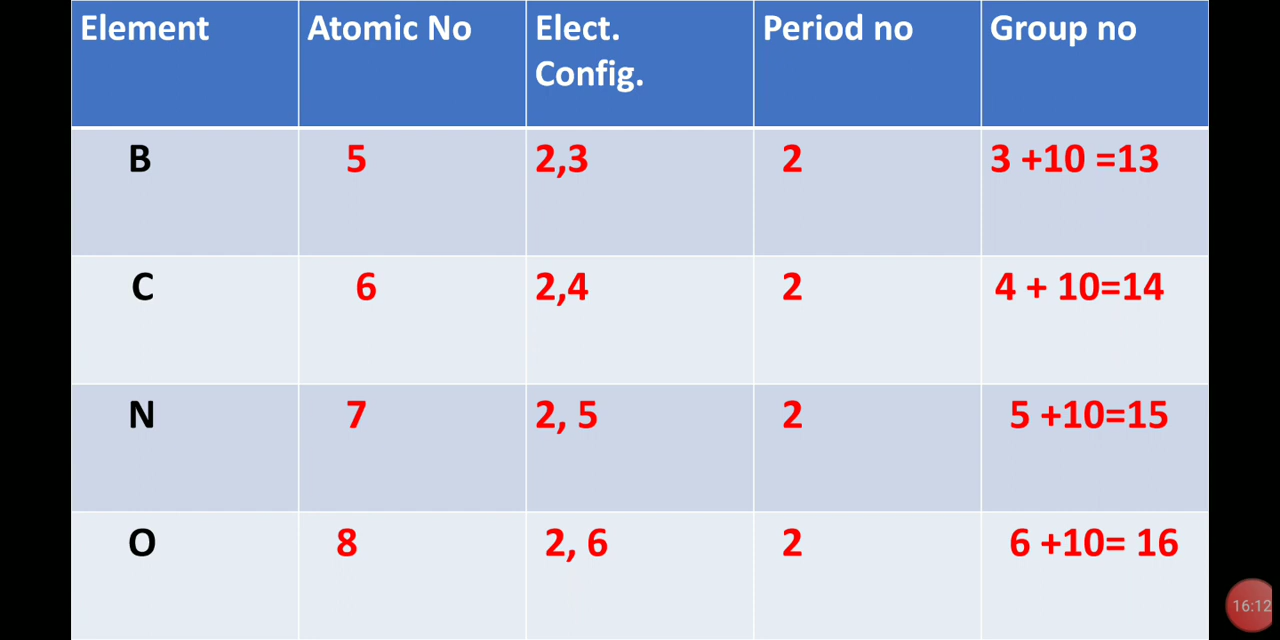 Element Atomic No Elect. Config. Period no Group no
B 5 2,3 2 3 +10 =13
C 6 2,4 2 4 + 10=14
N 7 2, 5 2 5 +10=15
O 8 2, 6 2 6 +10= 16
16:12